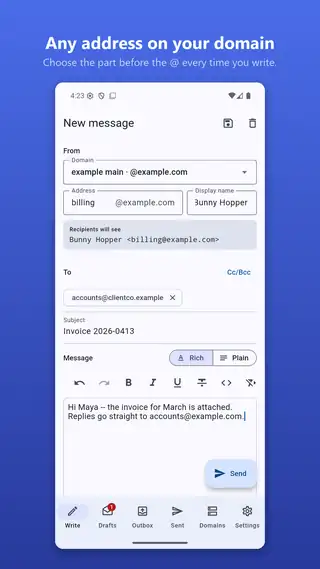 Any address on your domain
Choose the part before the @ every time you write.
4:23
New message
From
Domain
example main · @example.com
Address
billing @example.com
Display name
Bunny Hopper
Recipients will see
Bunny Hopper <billing@example.com>
To
Cc/Bcc
accounts@clientco.example
Subject
Invoice 2026-0413
Message
Rich
Plain
Hi Maya – the invoice for March is attached.
Replies go straight to accounts@example.com.
Send
1
Write
Drafts
Outbox
Sent
Domains
Settings